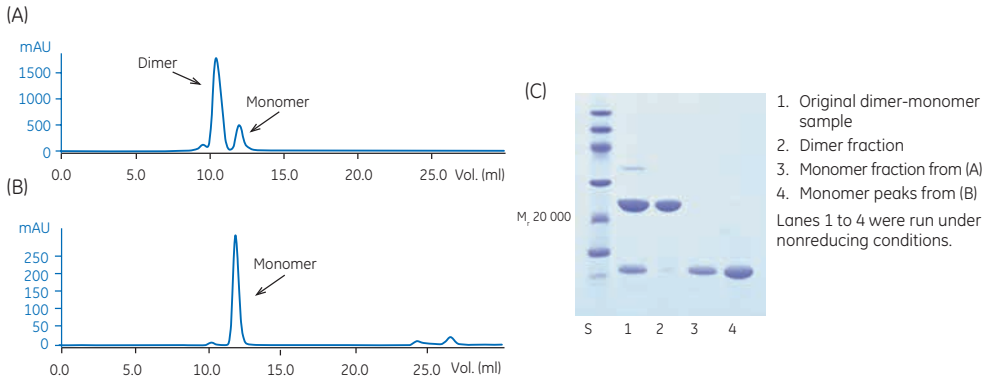 (A)
mAU
1500
1000
500
0
Dimer
Monomer
0.0 5.0 10.0 15.0 20.0 25.0 Vol. (ml)
(B)
mAU
250
200
150
100
50
0
Monomer
0.0 5.0 10.0 15.0 20.0 25.0 Vol. (ml)
(C)
Mr 20 000
S 1 2 3 4
1. Original dimer-monomer
sample
2. Dimer fraction
3. Monomer fraction from (A)
4. Monomer peaks from (B)
Lanes 1 to 4 were run under
nonreducing conditions.